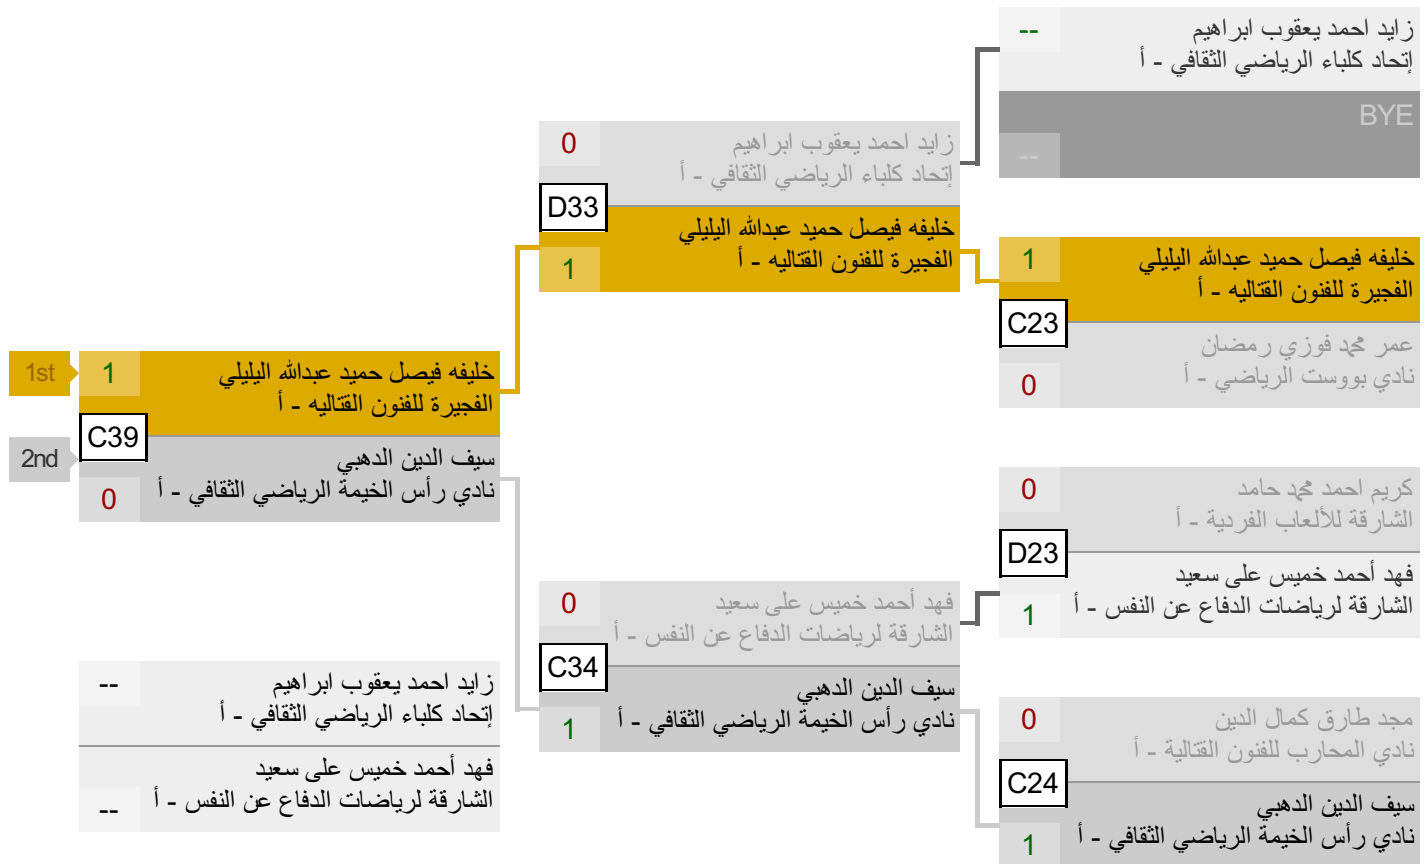 زايد احمد يعقوب ابراهيم
--
إتحاد كلباء الرياضي الثقافي - أ
BYE
--
زايد احمد يعقوب ابراهيم
0
إتحاد كلباء الرياضي الثقافي - أ
D33
خليفه فيصل حميد عبدالله اليليلي
الفجيرة للفنون القتاليه - أ
1
خليفه فيصل حميد عبدالله اليليلي
1
الفجيرة للفنون القتاليه - أ
C23
عمر محمد فوزي رمضان
نادي بووست الرياضي - أ
0
1st
1
خليفه فيصل حميد عبدالله اليليلي
الفجيرة للفنون القتاليه - أ
C39
2nd
سيف الدين الدهبي
نادي رأس الخيمة الرياضي الثقافي - أ
0
كريم احمد محمد حامد
0
الشارقة للألعاب الفردية - أ
D23
فهد أحمد خميس على سعيد
الشارقة لرياضات الدفاع عن النفس - أ
1
فهد أحمد خميس على سعيد
0
الشارقة لرياضات الدفاع عن النفس - أ
C34
سيف الدين الدهبي
نادي رأس الخيمة الرياضي الثقافي - أ
1
زايد احمد يعقوب ابراهيم
--
إتحاد كلباء الرياضي الثقافي - أ
فهد أحمد خميس على سعيد
الشارقة لرياضات الدفاع عن النفس - أ
--
مجد طارق كمال الدين
0
نادي المحارب للفنون القتالية - أ
C24
سيف الدين الدهبي
نادي رأس الخيمة الرياضي الثقافي - أ
1